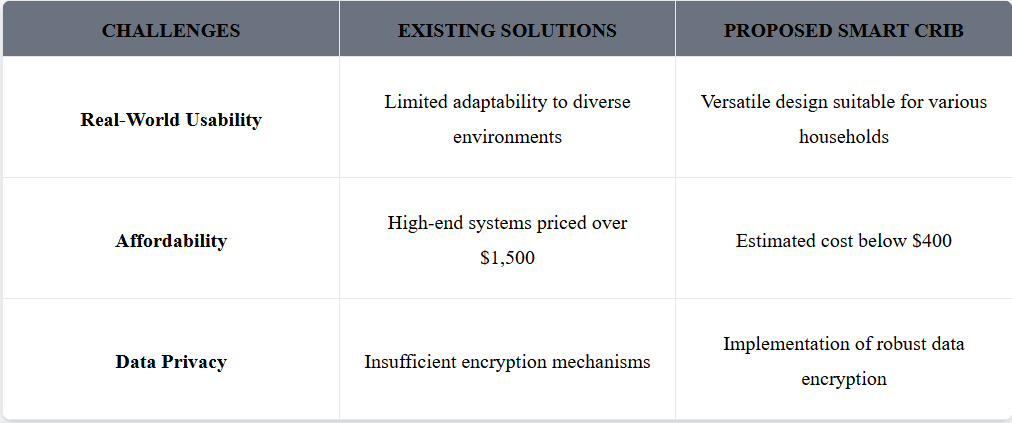 CHALLENGES EXISTING SOLUTIONS PROPOSED SMART CRIB
Real-World Usability
Limited adaptability to diverse
environments
Versatile design suitable for various
households
Affordability
High-end systems priced over
$1,500
Estimated cost below $400
Data Privacy
Insufficient encryption mechanisms
Implementation of robust data
encryption